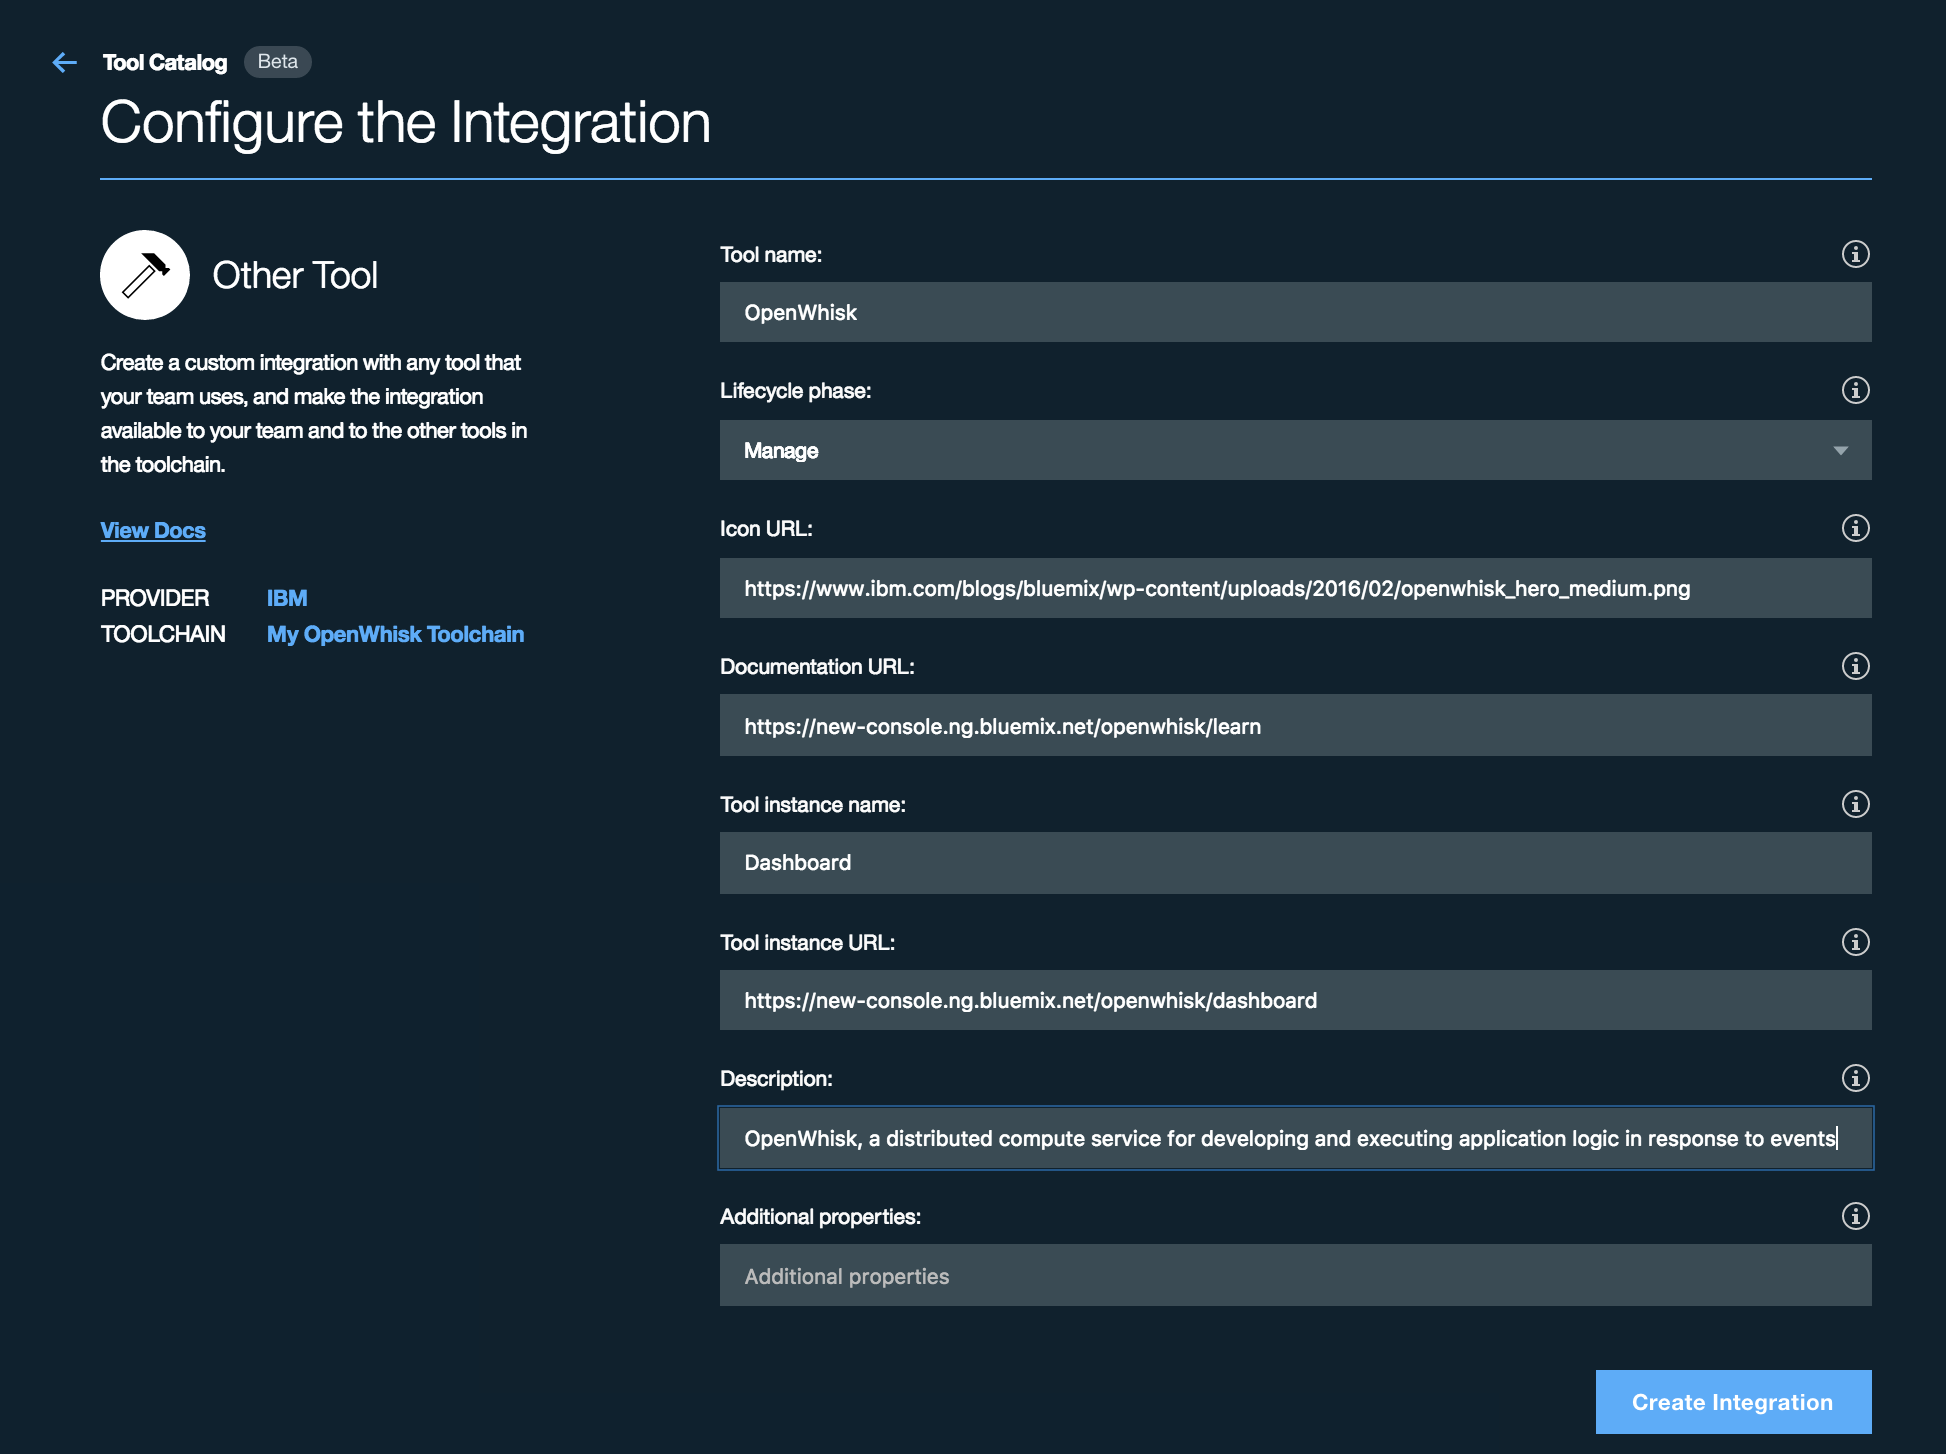 Tool Catalog Beta
Configure the Integration
Other Tool
Create a custom integration with any tool that
your team uses, and make the integration
available to your team and to the other tools in
the toolchain.
View Docs
PROVIDER IBM
TOOLCHAIN My OpenWhisk Toolchain
Tool name:
OpenWhisk
Lifecycle phase:
Manage
Icon URL:
https://www.ibm.com/blogs/bluemix/wp-content/uploads/2016/02/openwhisk_hero_medium.png
Documentation URL:
https://new-console.ng.bluemix.net/openwhisk/learn
Tool instance name:
Dashboard
Tool instance URL:
https://new-console.ng.bluemix.net/openwhisk/dashboard
Description:
OpenWhisk, a distributed compute service for developing and executing application logic in response to events
Additional properties:
Additional properties
Create Integration